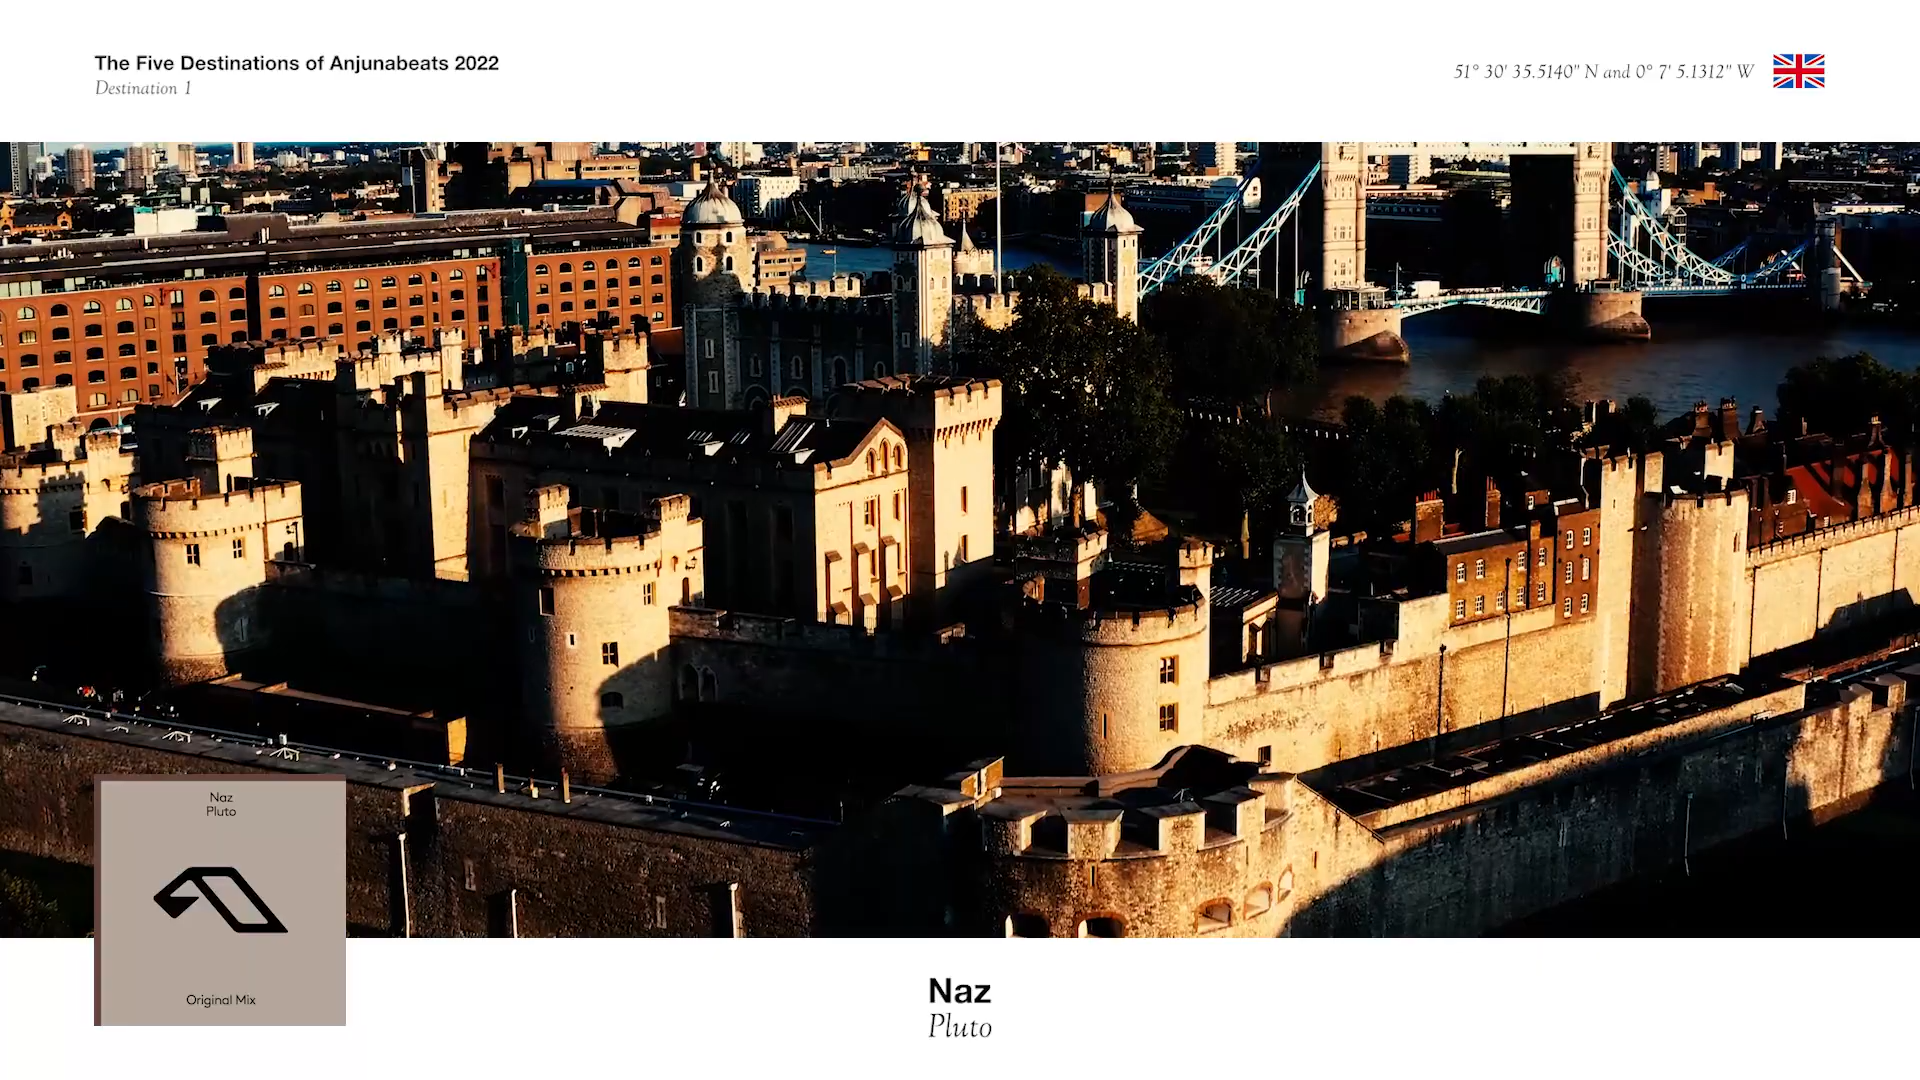 The Five Destinations of Anjunabeats 2022
Destination 1
51° 30' 35.5140" N and 0° 7' 5.1312" W
Naz
Pluto
Original Mix
Naz
Pluto